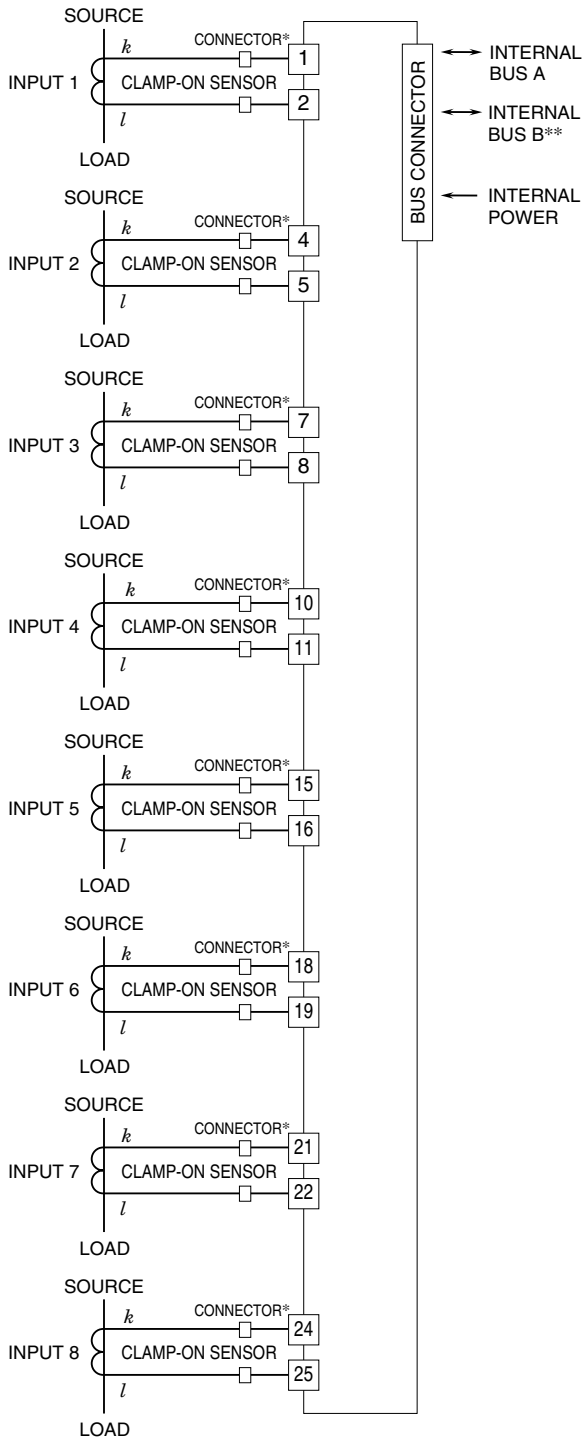 SOURCE
k CONNECTOR* 1
INPUT 1 CLAMP-ON SENSOR
l 2
LOAD
BUS CONNECTOR
INTERNAL
BUS A
INTERNAL
BUS B**
INTERNAL
POWER
SOURCE
k CONNECTOR* 4
INPUT 2 CLAMP-ON SENSOR
l 5
LOAD
SOURCE
k CONNECTOR* 7
INPUT 3 CLAMP-ON SENSOR
l 8
LOAD
SOURCE
k CONNECTOR* 10
INPUT 4 CLAMP-ON SENSOR
l 11
LOAD
SOURCE
k CONNECTOR* 15
INPUT 5 CLAMP-ON SENSOR
l 16
LOAD
SOURCE
k CONNECTOR* 18
INPUT 6 CLAMP-ON SENSOR
l 19
LOAD
SOURCE
k CONNECTOR* 21
INPUT 7 CLAMP-ON SENSOR
l 22
LOAD
SOURCE
k CONNECTOR* 24
INPUT 8 CLAMP-ON SENSOR
l 25
LOAD